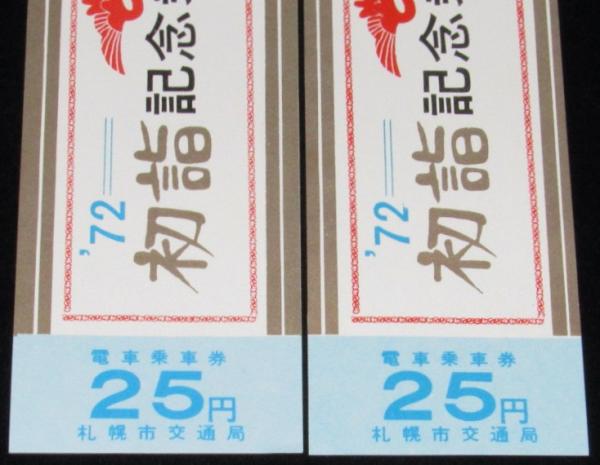 '72
初詣
記念
電車乗車券
25円
札幌市交通局
'72
初詣
記念
電車乗車券
25円
札幌市交通局